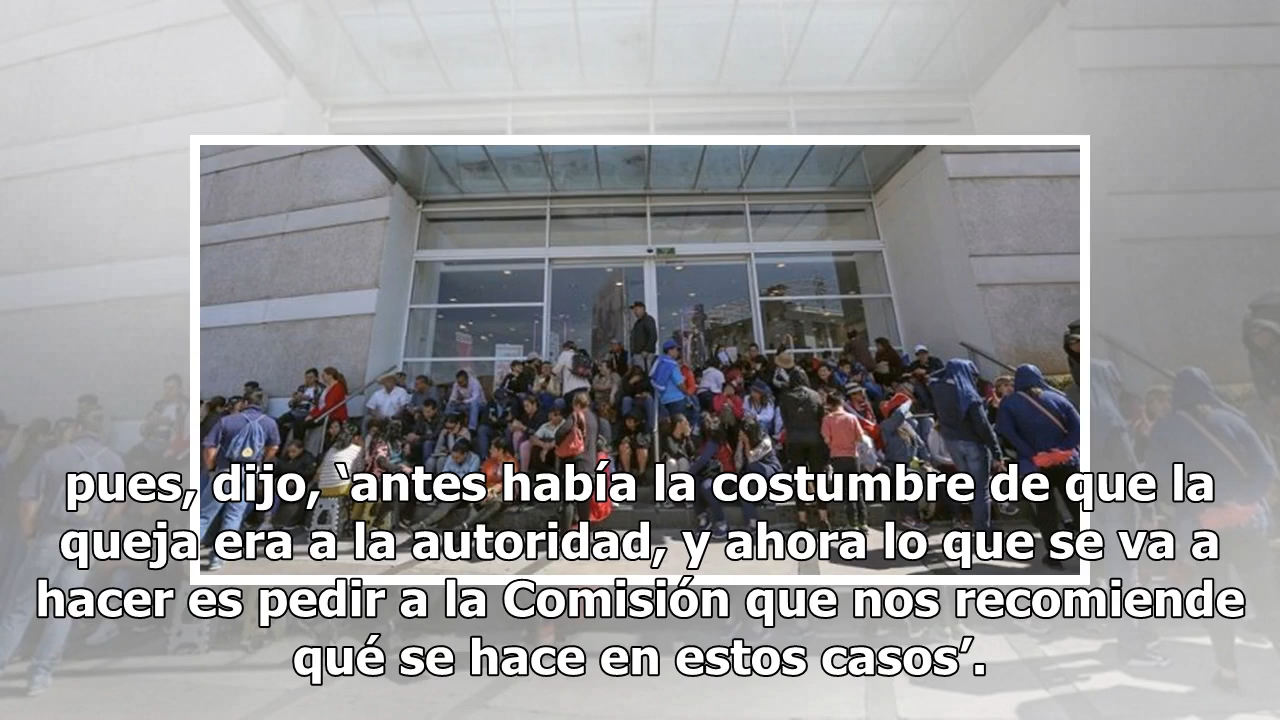 pues, dijo, ‘antes había la costumbre de que la
queja era a la autoridad, y ahora lo que se va a
hacer es pedir a la Comisión que nos recomiende
qué se hace en estos casos’.